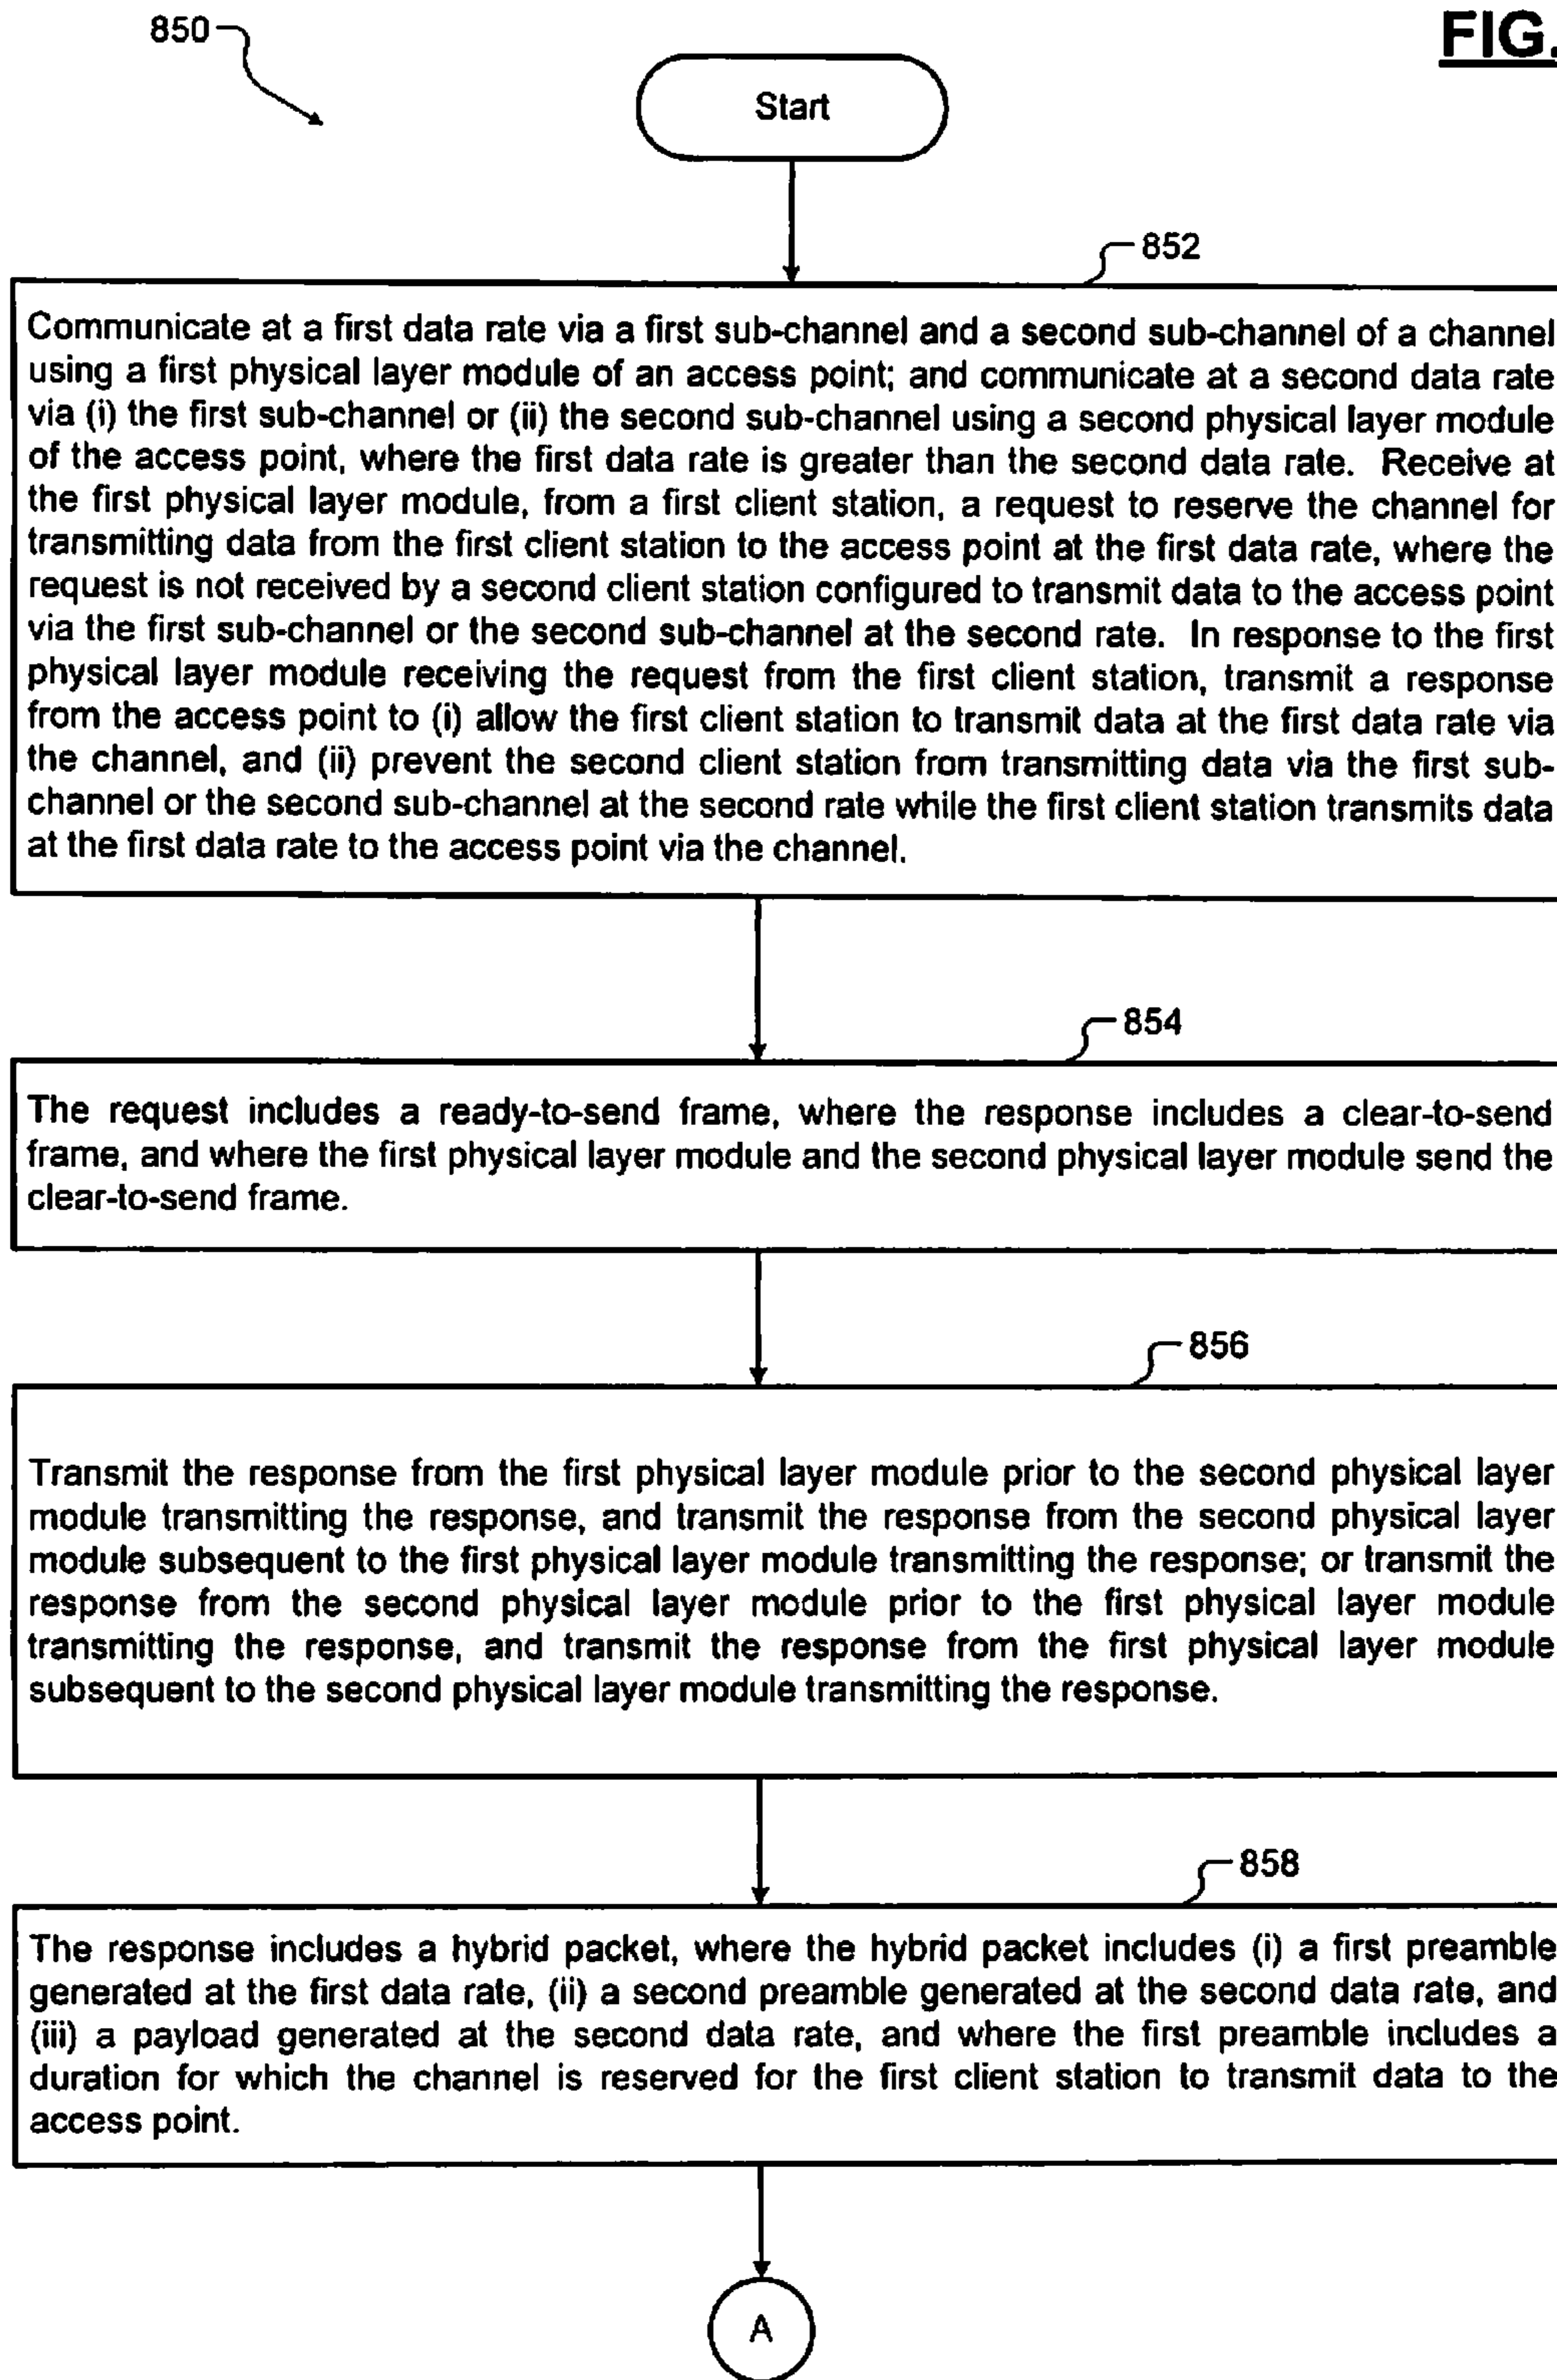 FIG.
850
Start
852
Communicate at a first data rate via a first sub-channel and a second sub-channel of a channel
using a first physical layer module of an access point; and communicate at a second data rate
via (i) the first sub-channel or (ii) the second sub-channel using a second physical layer module
of the access point, where the first data rate is greater than the second data rate. Receive at
the first physical layer module, from a first client station, a request to reserve the channel for
transmitting data from the first client station to the access point at the first data rate, where the
request is not received by a second client station configured to transmit data to the access point
via the first sub-channel or the second sub-channel at the second rate. In response to the first
physical layer module receiving the request from the first client station, transmit a response
from the access point to (i) allow the first client station to transmit data at the first data rate via
the channel, and (ii) prevent the second client station from transmitting data via the first sub-
channel or the second sub-channel at the second rate while the first client station transmits data
at the first data rate to the access point via the channel.
854
The request includes a ready-to-send frame, where the response includes a clear-to-send
frame, and where the first physical layer module and the second physical layer module send the
clear-to-send frame.
856
Transmit the response from the first physical layer module prior to the second physical layer
module transmitting the response, and transmit the response from the second physical layer
module subsequent to the first physical layer module transmitting the response; or transmit the
response from the second physical layer module prior to the first physical layer module
transmitting the response, and transmit the response from the first physical layer module
subsequent to the second physical layer module transmitting the response.
858
The response includes a hybrid packet, where the hybrid packet includes (i) a first preamble
generated at the first data rate, (ii) a second preamble generated at the second data rate, and
(iii) a payload generated at the second data rate, and where the first preamble includes a
duration for which the channel is reserved for the first client station to transmit data to the
access point.
A